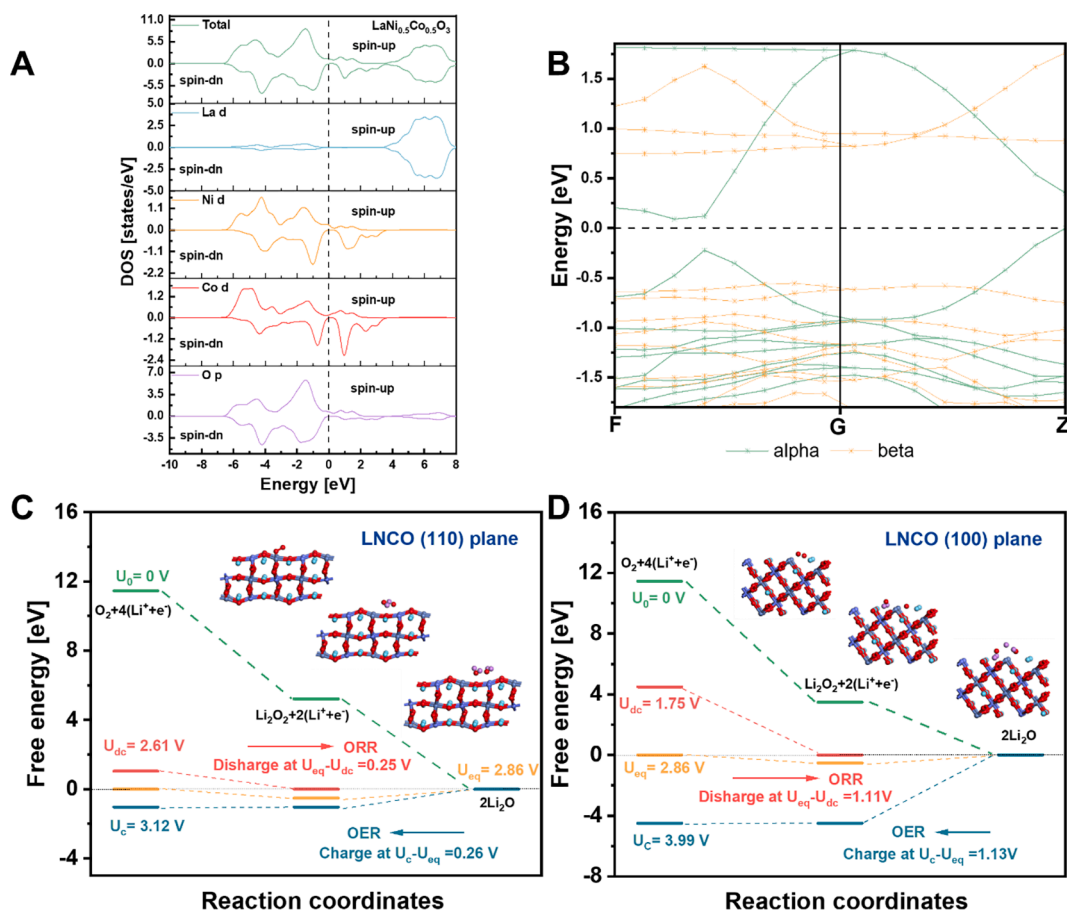 A
DOS [states/eV]
11.0
5.5
0.0
-5.5
5.0
2.5
0.0
-2.5
-5.0
1.1
0.0
-1.1
-2.2
1.2
0.0
-1.2
-2.4
7.0
3.5
0.0
-3.5
Total
LaNi0.5Co0.5O3
spin-up
spin-dn
La d
spin-up
spin-dn
Ni d
spin-up
spin-dn
Co d
spin-up
spin-dn
O p
spin-up
spin-dn
-10 -8 -6 -4 -2 0 2 4 6 8
Energy [eV]
B
Energy [eV]
1.5
1.0
0.5
0.0
-0.5
-1.0
-1.5
F G Z
alpha beta
C
Free energy [eV]
16
12
8
4
0
-4
LNCO (110) plane
U0= 0 V
O2+4(Li++e-)
Li2O2+2(Li++e-)
Udc= 2.61 V
ORR
Disharge at Ueq-Udc=0.25 V
Ueq= 2.86 V
2Li2O
Uc= 3.12 V
OER
Charge at Uc-Ueq=0.26 V
Reaction coordinates
D
Free energy [eV]
16
12
8
4
0
-4
-8
LNCO (100) plane
O2+4(Li++e-)
U0= 0 V
Li2O2+2(Li++e-)
Udc= 1.75 V
2Li2O
Ueq= 2.86 V
ORR
Disharge at Ueq-Udc =1.11V
UC= 3.99 V
OER
Charge at Uc-Ueq =1.13V
Reaction coordinates